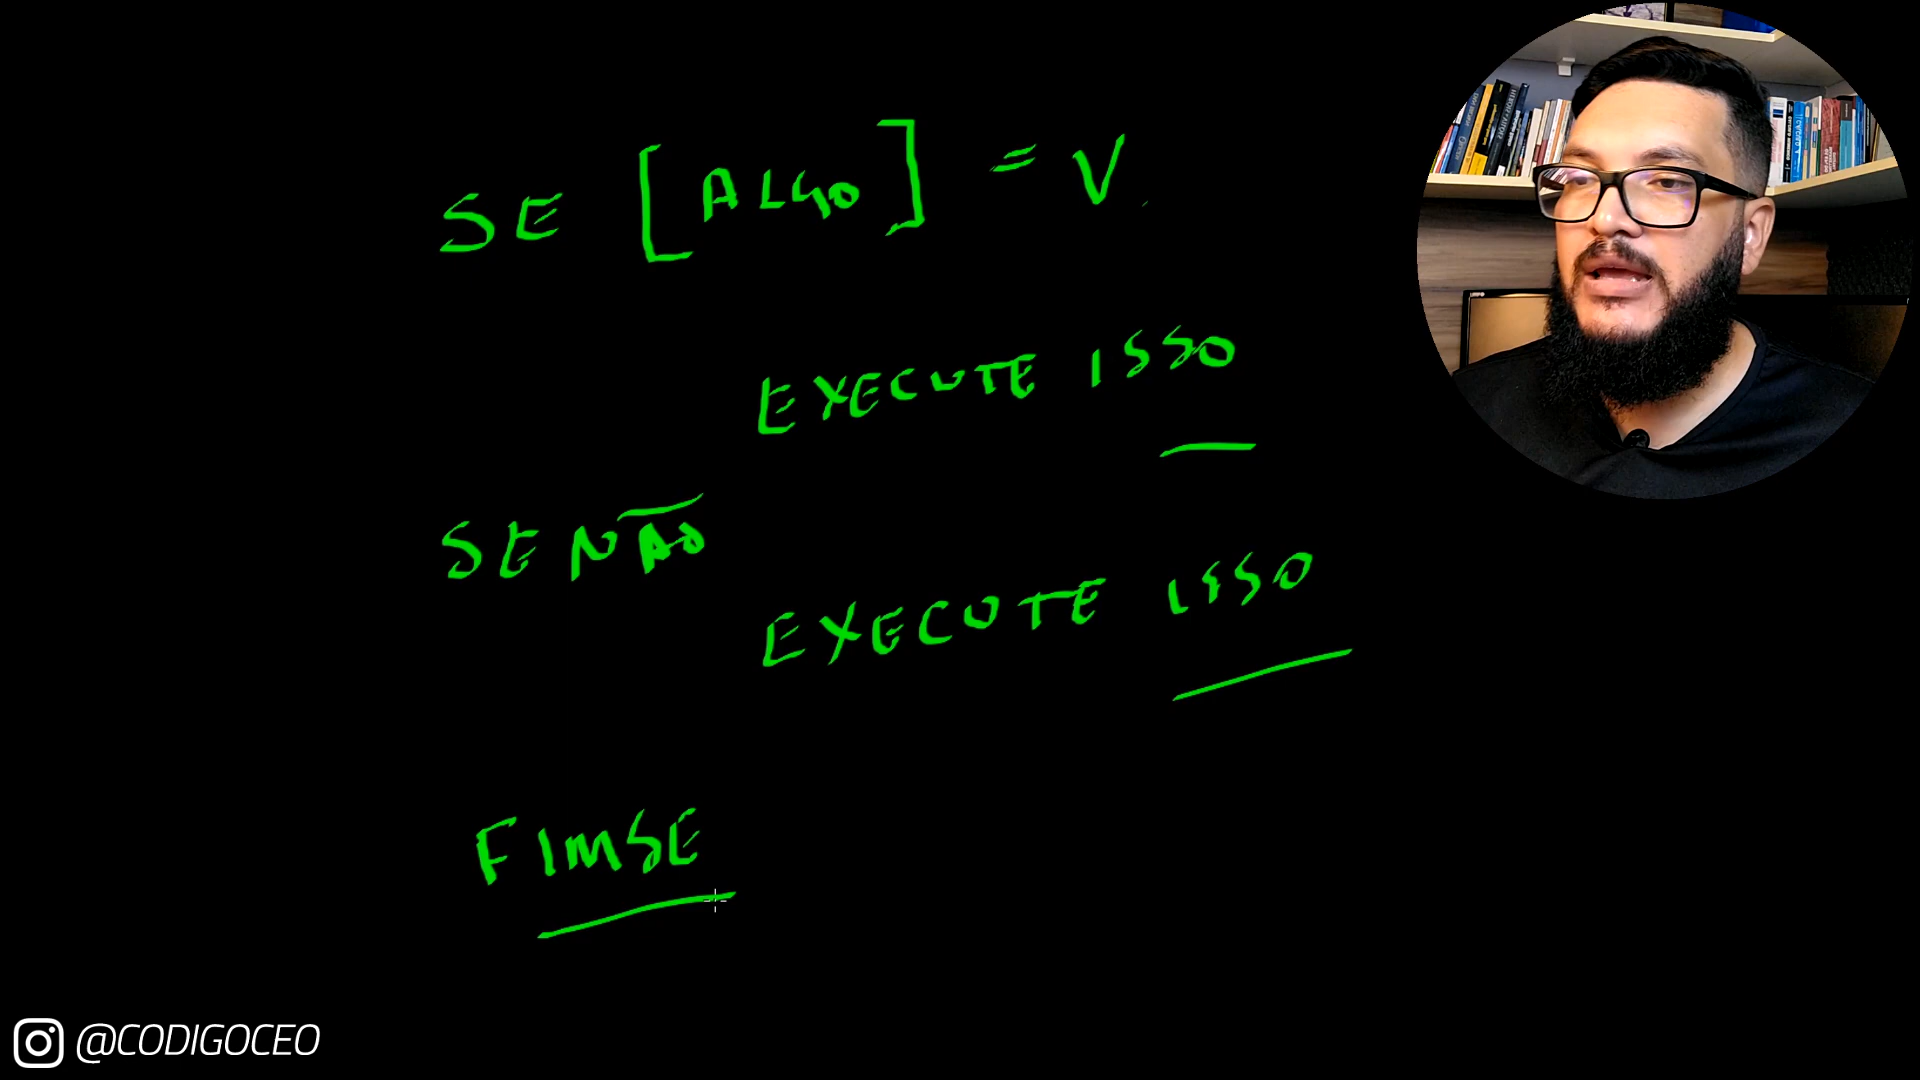 SE [ALGO] = V
EXECUTE ISSO
SENÃO
EXECUTE ISSO
FIMSE
@CODIGOCEO